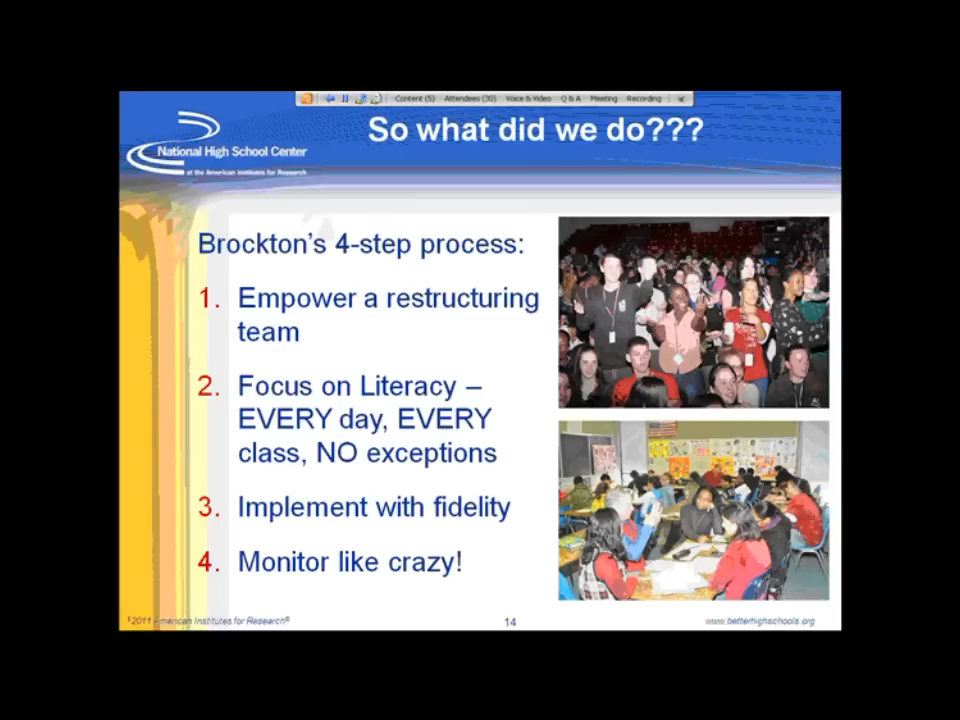 Content (5) Attendees (30) Voice & Video Q & A Meeting Recording
So what did we do???
National High School Center
at the American Institutes for Research
Brockton's 4-step process:
1. Empower a restructuring
team
2. Focus on Literacy –
EVERY day, EVERY
class, NO exceptions
3. Implement with fidelity
4. Monitor like crazy!
©2011 American Institutes for Research®
14
www.betterhighschools.org